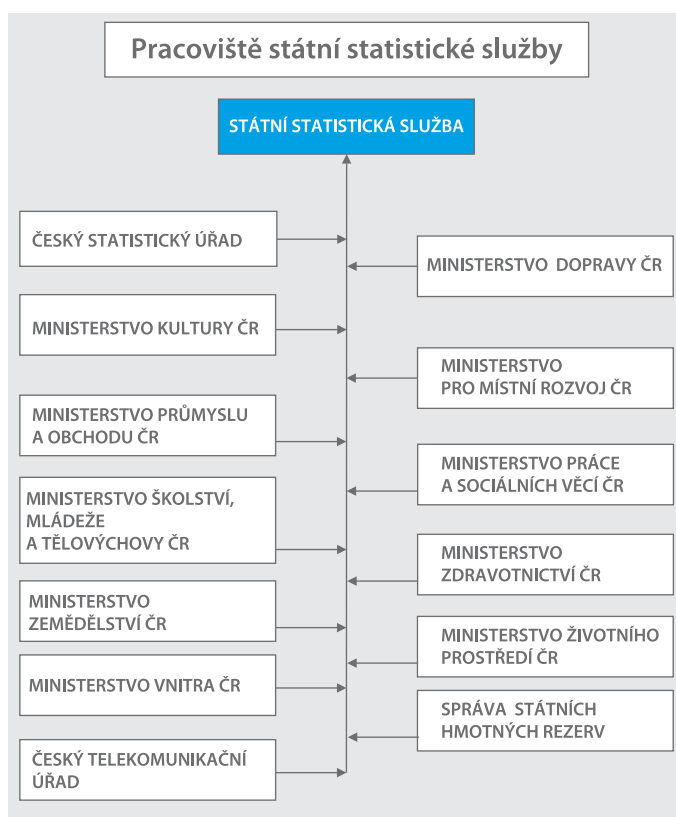 Pracoviště státní statistické služby
STÁTNÍ STATISTICKÁ SLUŽBA
ČESKÝ STATISTICKÝ ÚŘAD
MINISTERSTVO DOPRAVY ČR
MINISTERSTVO KULTURY ČR
MINISTERSTVO
PRO MÍSTNÍ ROZVOJ ČR
MINISTERSTVO PRŮMYSLU
A OBCHODU ČR
MINISTERSTVO PRÁCE
A SOCIÁLNÍCH VĚCÍ ČR
MINISTERSTVO ŠKOLSTVÍ,
MLÁDEŽE
A TĚLOVÝCHOVY ČR
MINISTERSTVO
ZDRAVOTNICTVÍ ČR
MINISTERSTVO
ZEMĚDĚLSTVÍ ČR
MINISTERSTVO ŽIVOTNÍHO
PROSTŘEDÍ ČR
MINISTERSTVO VNITRA ČR
SPRÁVA STÁTNÍCH
HMOTNÝCH REZERV
ČESKÝ TELEKOMUNIKAČNÍ
ÚŘAD